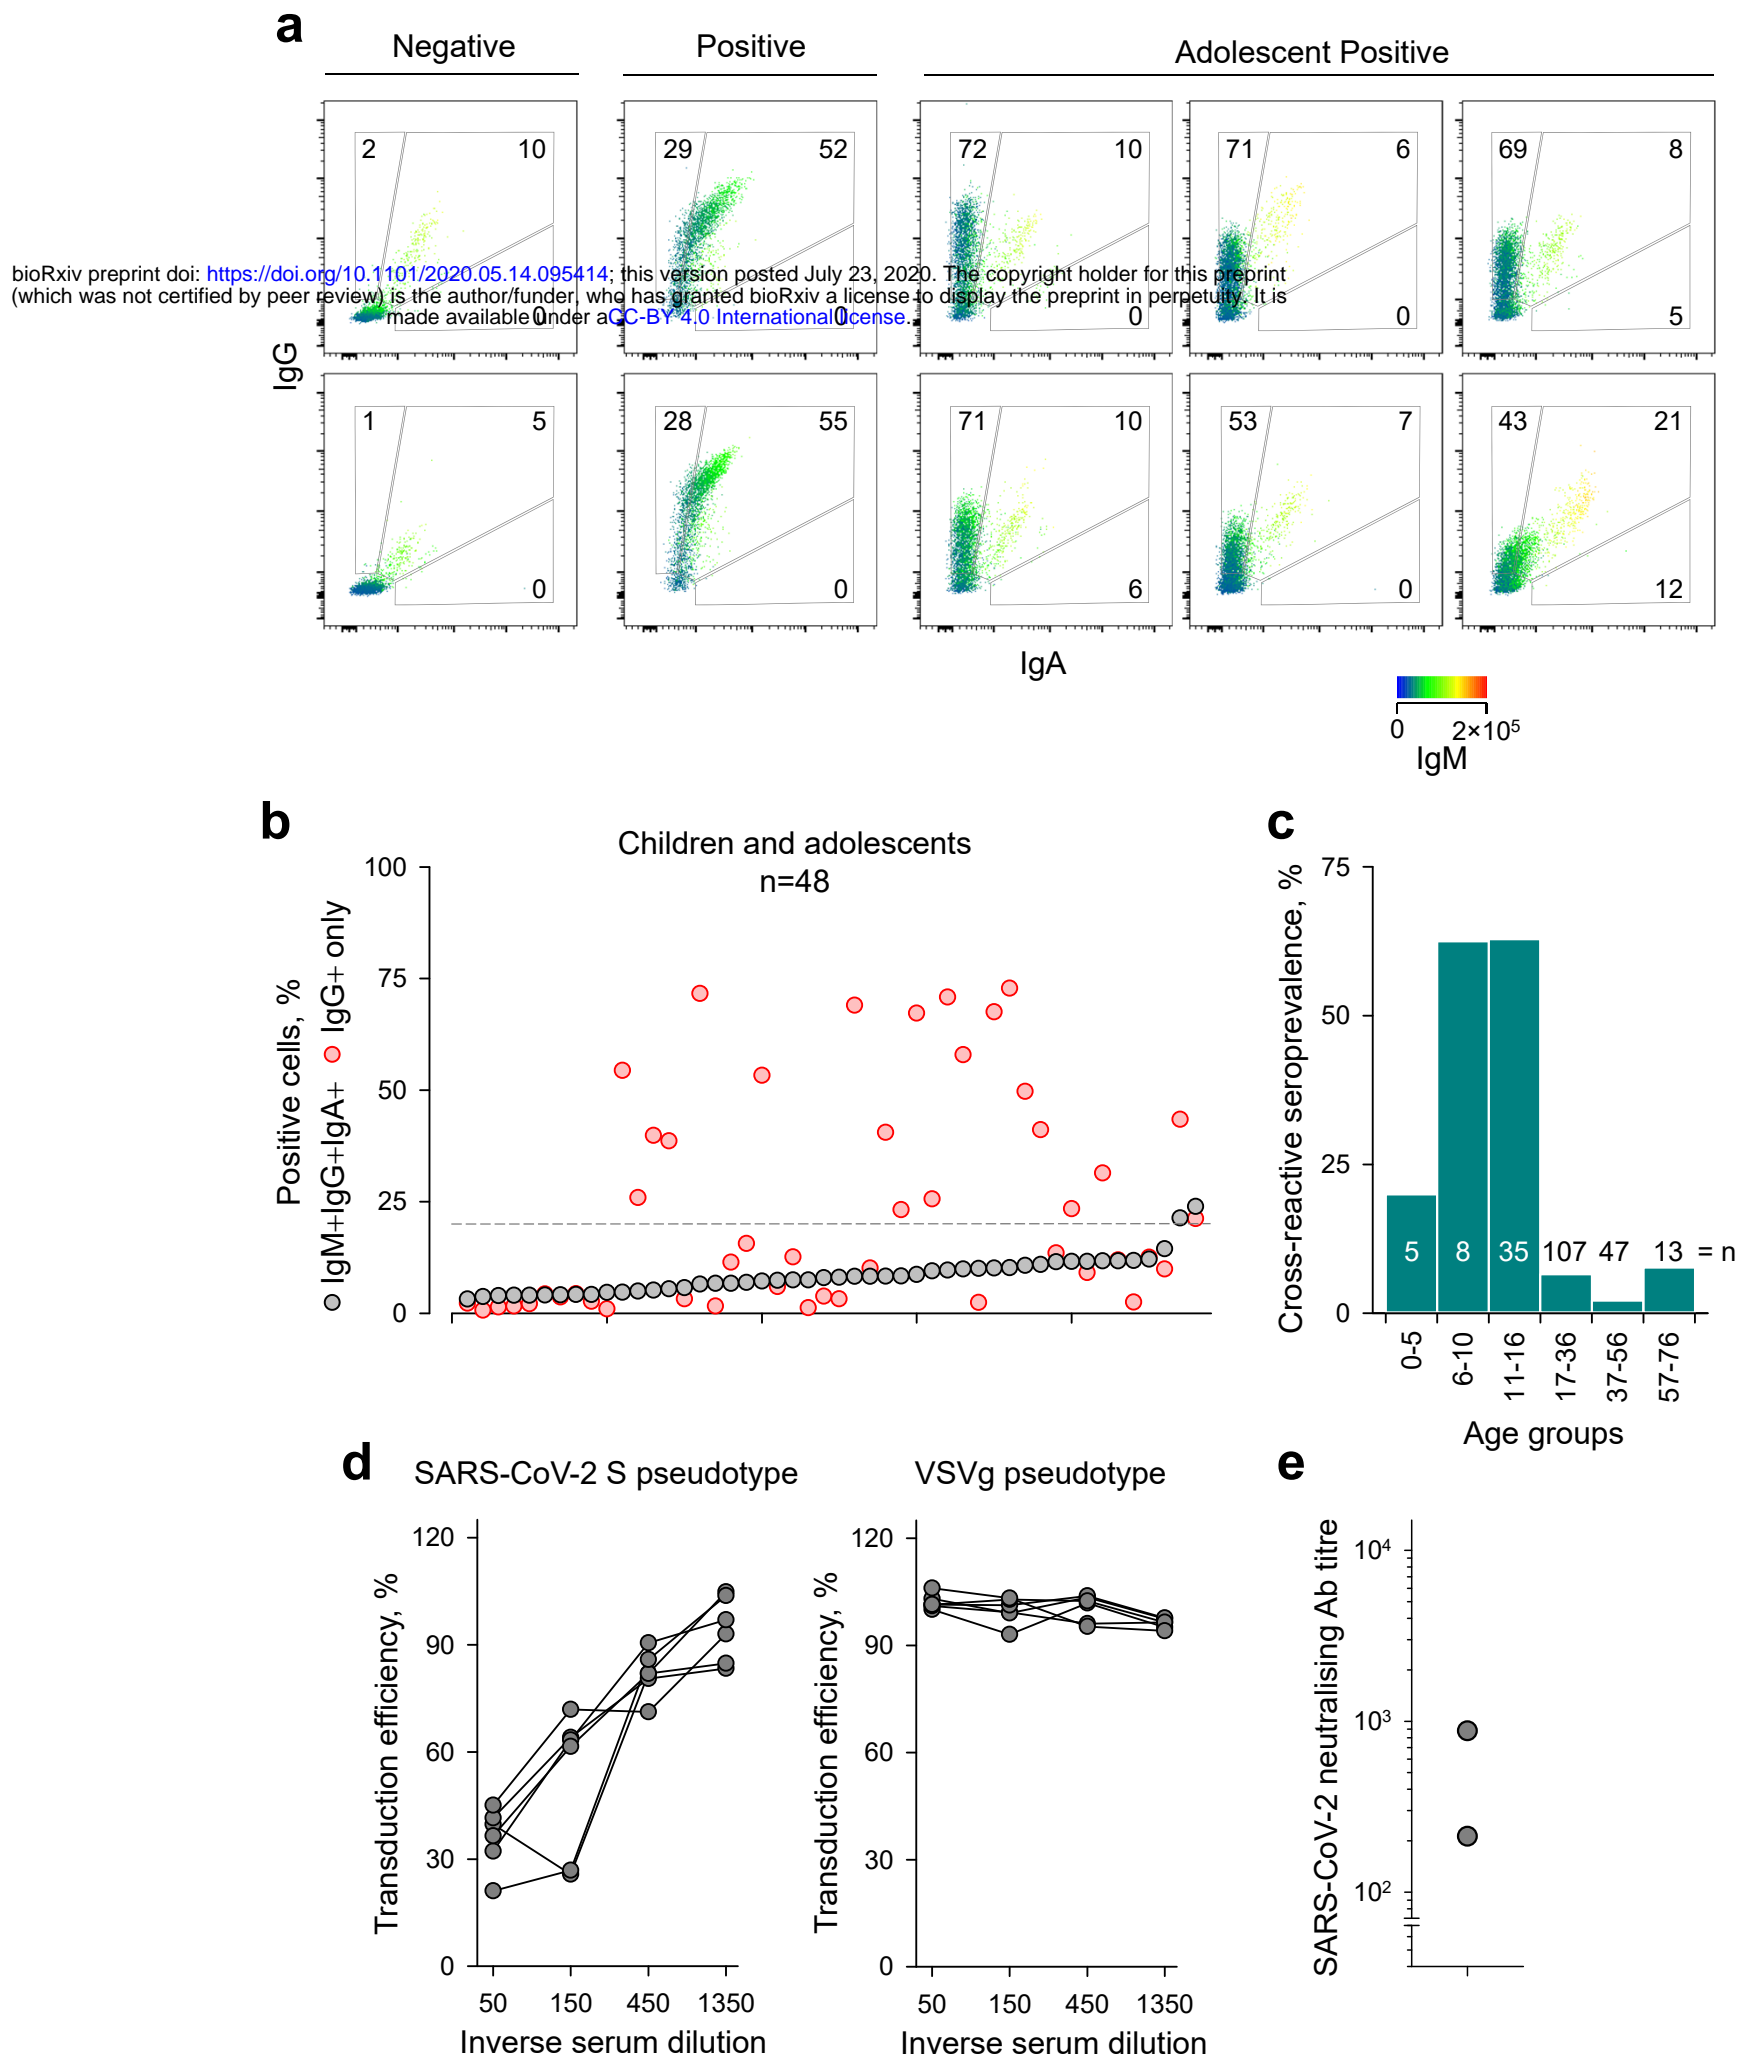 a
Negative
Positive
Adolescent Positive
2 10
29 52
72 10
71 6
69 8
bioRxiv preprint doi: https://doi.org/10.1101/2020.05.14.095414; this version posted July 23, 2020. The copyright holder for this preprint
(which was not certified by peer review) is the author/funder, who has granted bioRxiv a license to display the preprint in perpetuity. It is
made available under aCC-BY 4.0 International license.
0 0 0 0 5
IgG
1 5
28 55
71 10
53 7
43 21
0 0 6 0 12
IgA
0 2×10⁵
IgM
b
Children and adolescents
n=48
Positive cells, %
IgM+IgG+IgA+ IgG+ only
100
75
50
25
0
c
Cross-reactive seroprevalence, %
75
50
25
0
5 8 35 107 47 13 = n
0-5
6-10
11-16
17-36
37-56
57-76
Age groups
d
SARS-CoV-2 S pseudotype
Transduction efficiency, %
120
90
60
30
0
50 150 450 1350
Inverse serum dilution
VSVg pseudotype
Transduction efficiency, %
120
90
60
30
0
50 150 450 1350
Inverse serum dilution
e
SARS-CoV-2 neutralising Ab titre
10⁴
10³
10²